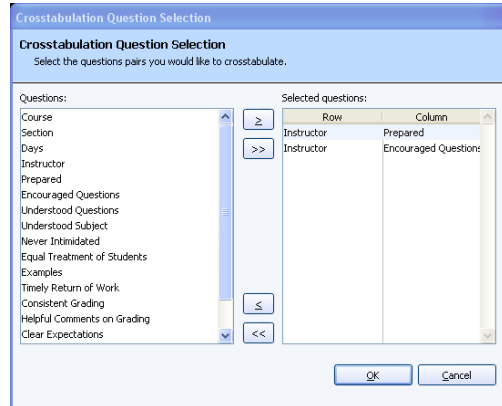 Crosstabulation Question Selection
Crosstabulation Question Selection
Select the questions pairs you would like to crosstabulate.
Questions:
Course
Section
Days
Instructor
Prepared
Encouraged Questions
Understood Questions
Understood Subject
Never Intimidated
Equal Treatment of Students
Examples
Timely Return of Work
Consistent Grading
Helpful Comments on Grading
Clear Expectations
≥
>>
≤
<<
Selected questions:
Row Column
Instructor Prepared
Instructor Encouraged Questions
OK Cancel